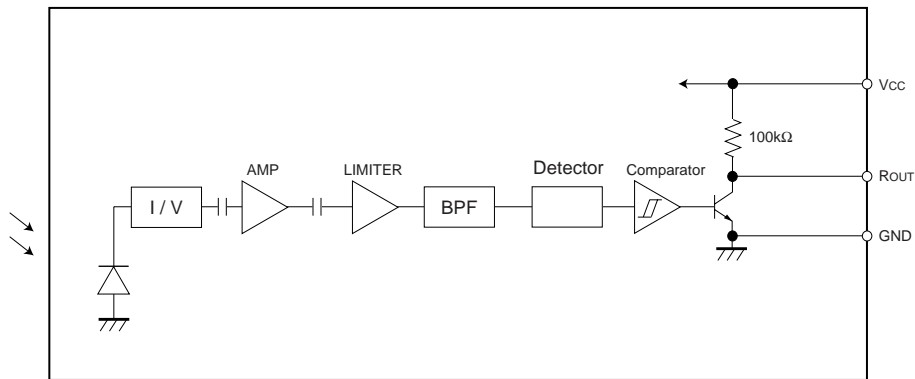 VCC
100kΩ
AMP
LIMITER
Detector
Comparator
ROUT
I / V
BPF
GND